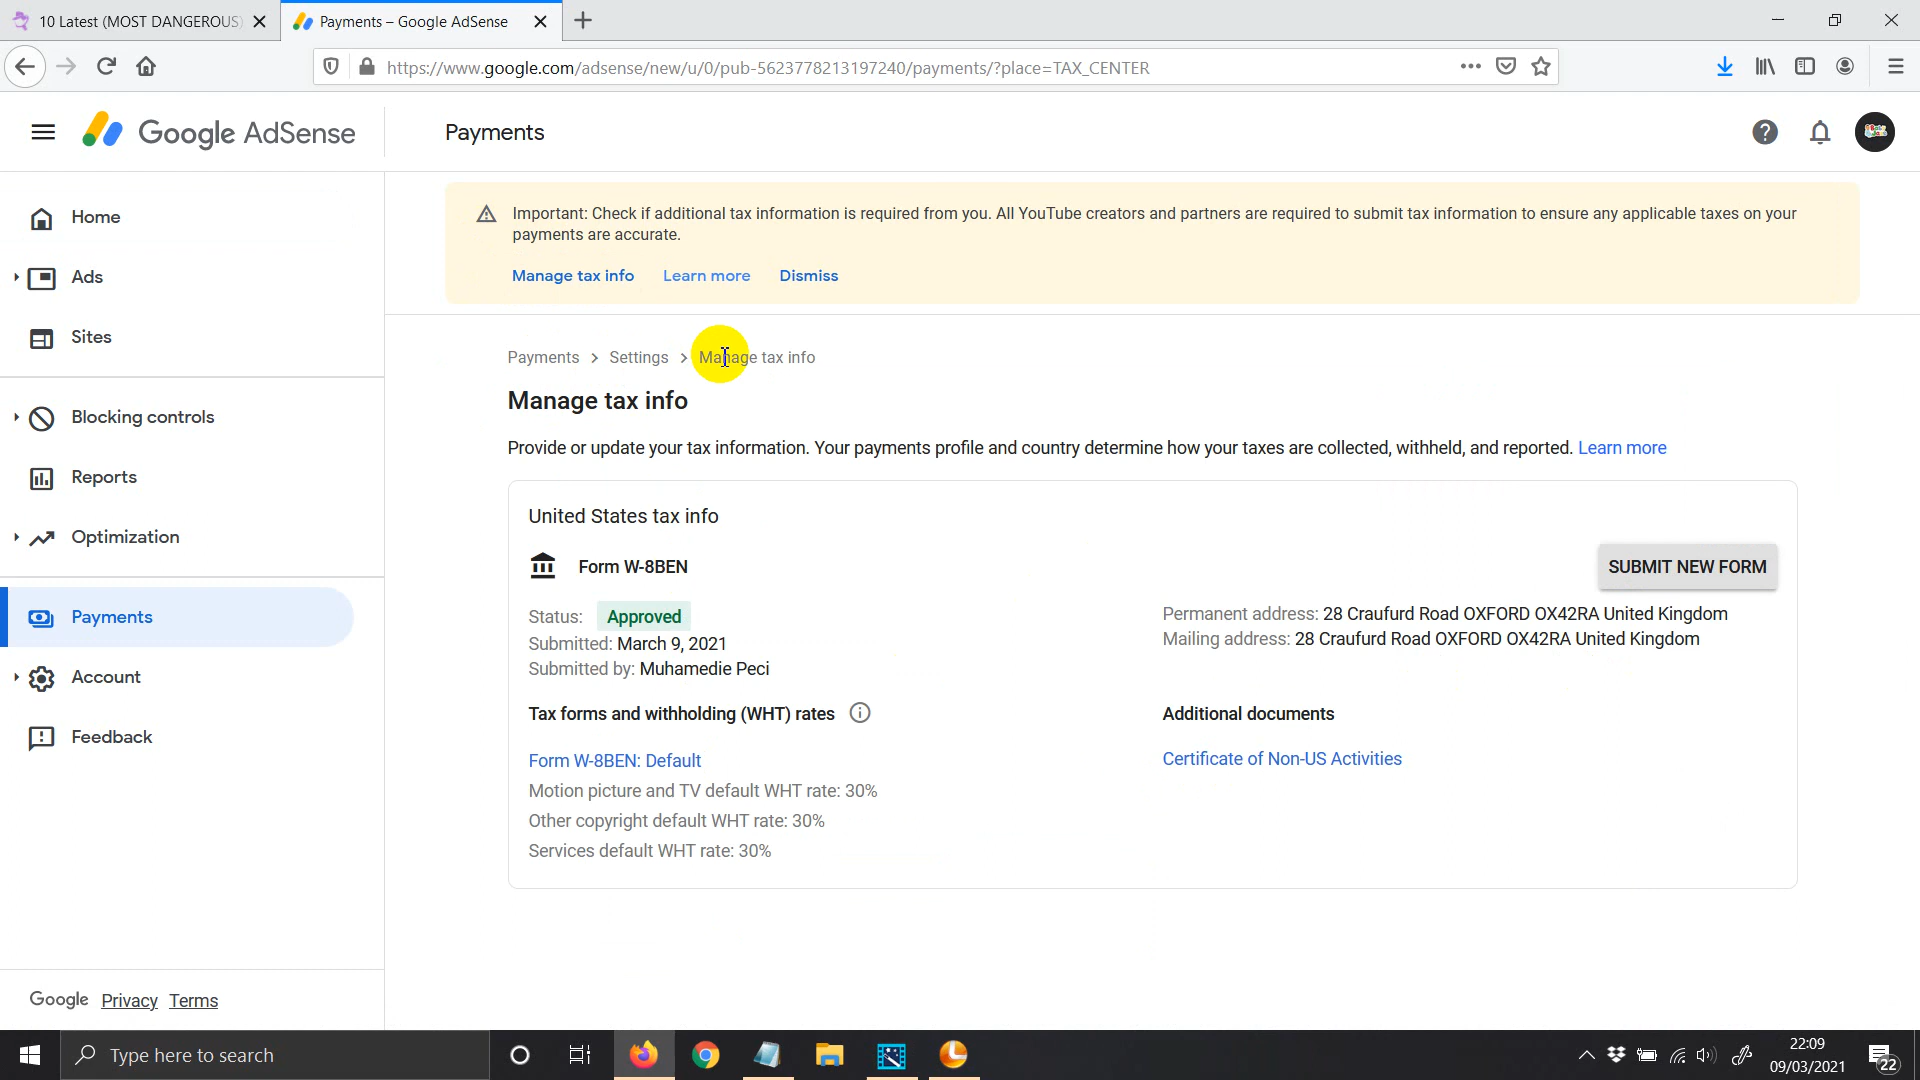 10 Latest (MOST DANGEROUS)
Payments – Google AdSense
https://www.google.com/adsense/new/u/0/pub-5623778213197240/payments/?place=TAX_CENTER
Google AdSense
Payments
Home
Ads
Sites
Blocking controls
Reports
Optimization
Payments
Account
Feedback
Google Privacy Terms
Important: Check if additional tax information is required from you. All YouTube creators and partners are required to submit tax information to ensure any applicable taxes on your
payments are accurate.
Manage tax info Learn more Dismiss
Payments > Settings > Manage tax info
Manage tax info
Provide or update your tax information. Your payments profile and country determine how your taxes are collected, withheld, and reported. Learn more
United States tax info
Form W-8BEN
SUBMIT NEW FORM
Status: Approved
Submitted: March 9, 2021
Submitted by: Muhamedie Peci
Permanent address: 28 Craufurd Road OXFORD OX42RA United Kingdom
Mailing address: 28 Craufurd Road OXFORD OX42RA United Kingdom
Tax forms and withholding (WHT) rates
Form W-8BEN: Default
Motion picture and TV default WHT rate: 30%
Other copyright default WHT rate: 30%
Services default WHT rate: 30%
Additional documents
Certificate of Non-US Activities
Type here to search
22:09
09/03/2021
22